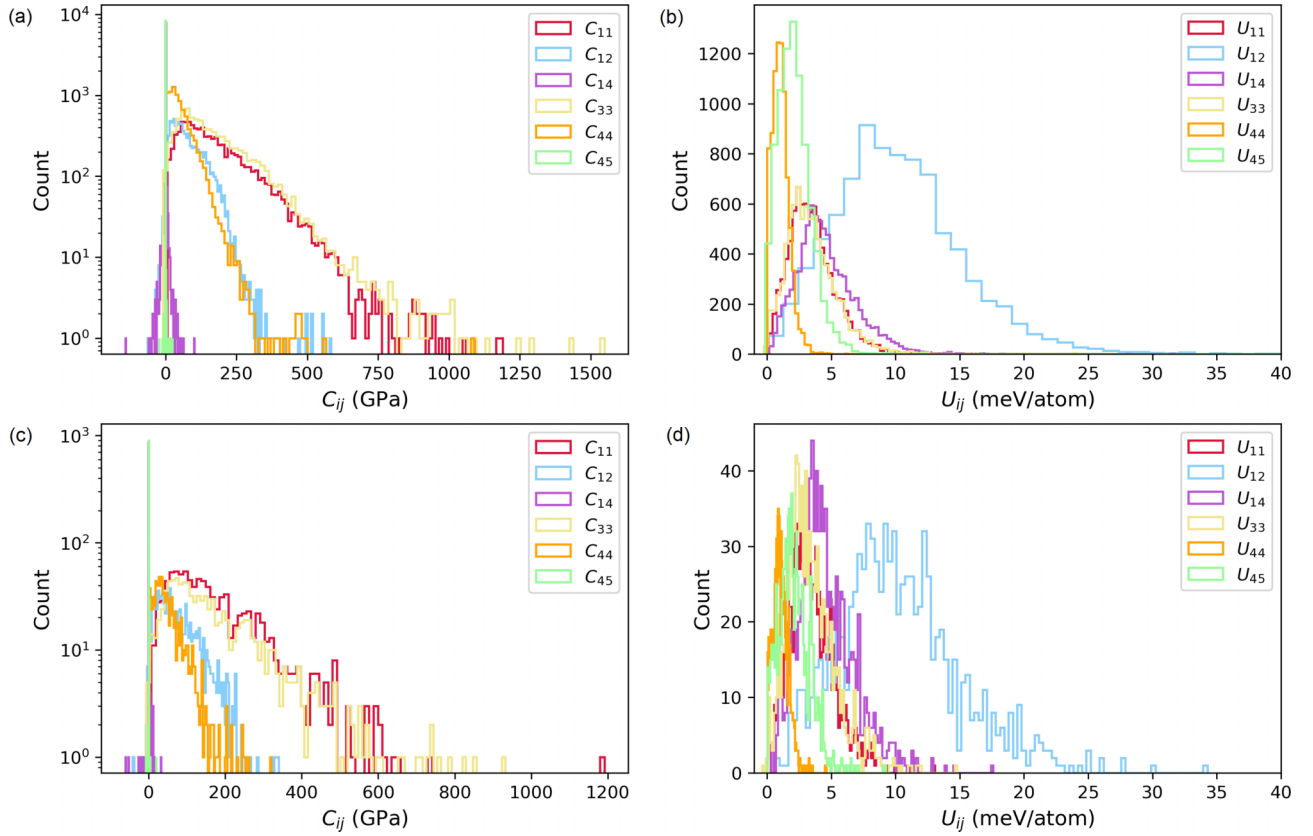 (a)
10⁴
10³
10²
10¹
10⁰
Count
0 250 500 750 1000 1250 1500
C_ij (GPa)
C₁₁
C₁₂
C₁₄
C₃₃
C₄₄
C₄₅
(b)
1200
1000
800
600
400
200
0
Count
0 5 10 15 20 25 30 35 40
U_ij (meV/atom)
U₁₁
U₁₂
U₁₄
U₃₃
U₄₄
U₄₅
(c)
10³
10²
10¹
10⁰
Count
0 200 400 600 800 1000 1200
C_ij (GPa)
C₁₁
C₁₂
C₁₄
C₃₃
C₄₄
C₄₅
(d)
40
30
20
10
0
Count
0 5 10 15 20 25 30 35 40
U_ij (meV/atom)
U₁₁
U₁₂
U₁₄
U₃₃
U₄₄
U₄₅